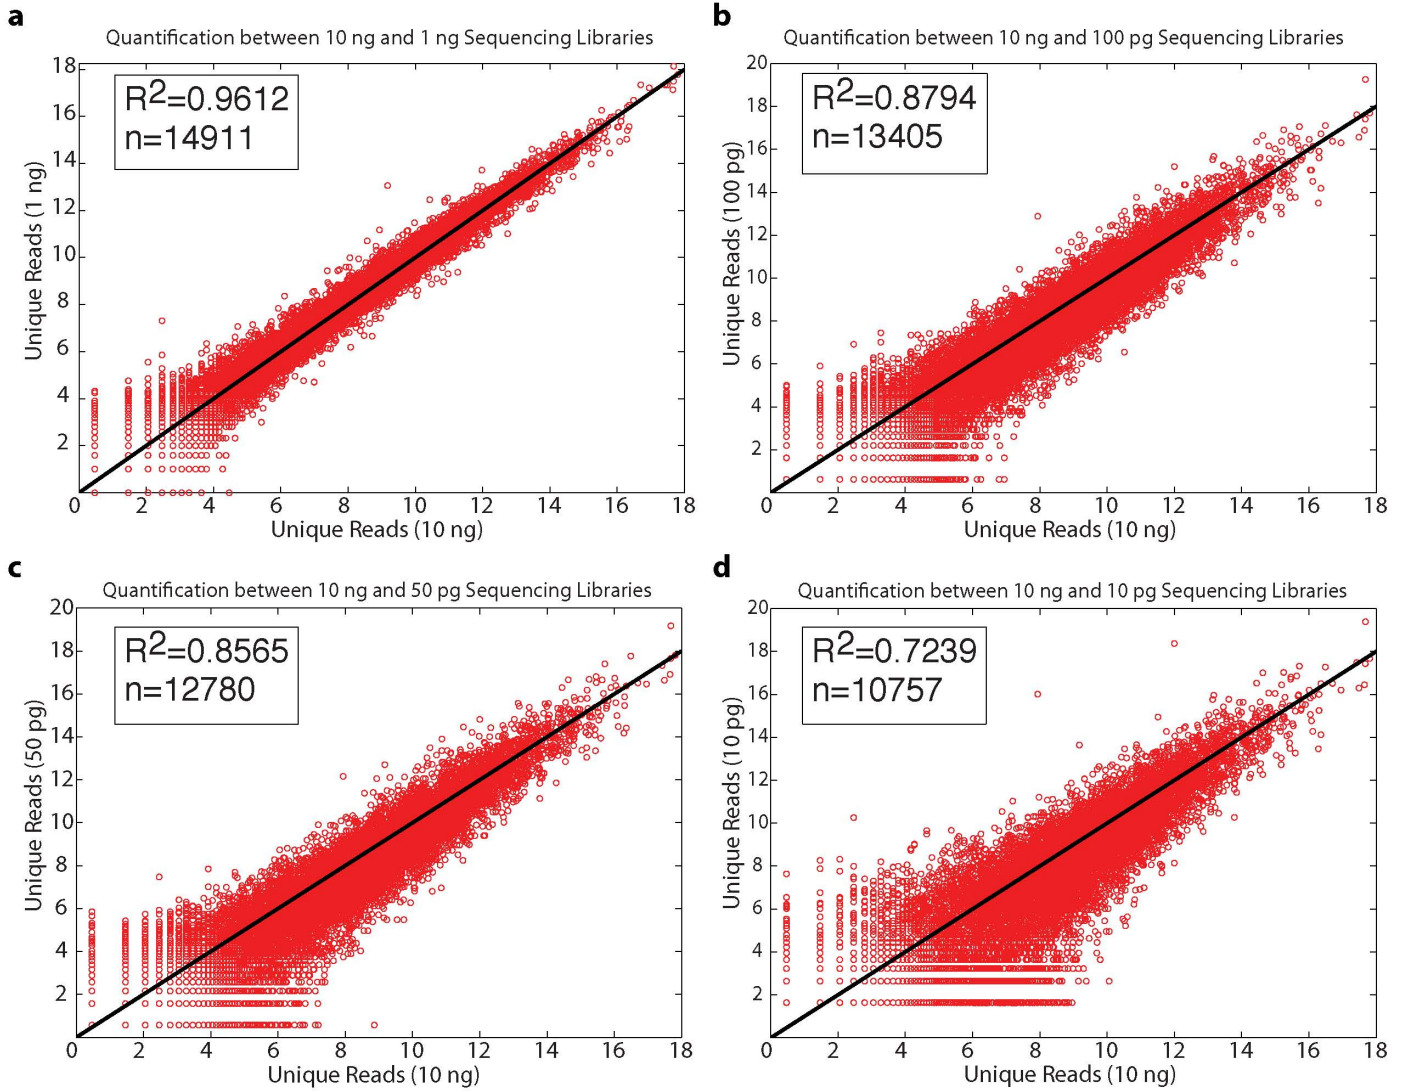 a
Quantification between 10 ng and 1 ng Sequencing Libraries
R²=0.9612
n=14911
Unique Reads (1 ng)
18
16
14
12
10
8
6
4
2
0 2 4 6 8 10 12 14 16 18
Unique Reads (10 ng)
b
Quantification between 10 ng and 100 pg Sequencing Libraries
R²=0.8794
n=13405
Unique Reads (100 pg)
20
18
16
14
12
10
8
6
4
2
0 2 4 6 8 10 12 14 16 18
Unique Reads (10 ng)
c
Quantification between 10 ng and 50 pg Sequencing Libraries
R²=0.8565
n=12780
Unique Reads (50 pg)
20
18
16
14
12
10
8
6
4
2
0 2 4 6 8 10 12 14 16 18
Unique Reads (10 ng)
d
Quantification between 10 ng and 10 pg Sequencing Libraries
R²=0.7239
n=10757
Unique Reads (10 pg)
20
18
16
14
12
10
8
6
4
2
0 2 4 6 8 10 12 14 16 18
Unique Reads (10 ng)